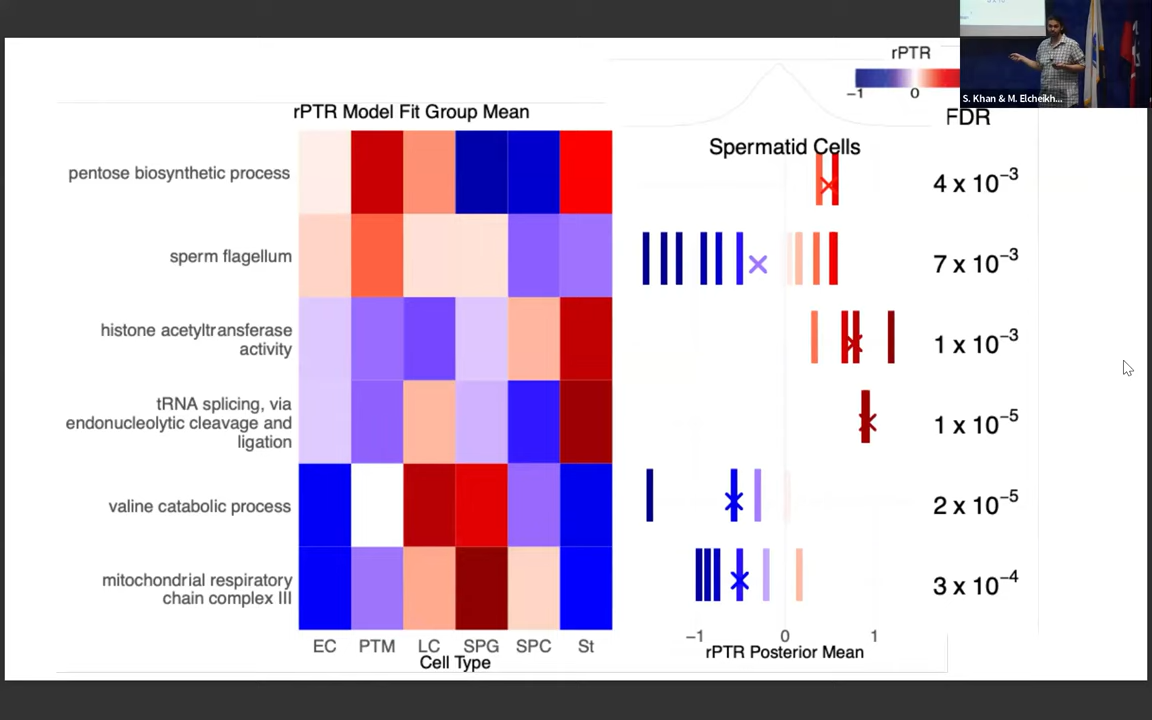 rPTR
−1 0
S. Khan & M. Elcheikh...
rPTR Model Fit Group Mean
FDR
Spermatid Cells
pentose biosynthetic process
4 x 10⁻³
sperm flagellum
7 x 10⁻³
histone acetyltransferase
activity
1 x 10⁻³
tRNA splicing, via
endonucleolytic cleavage and
ligation
1 x 10⁻⁵
valine catabolic process
2 x 10⁻⁵
mitochondrial respiratory
chain complex III
3 x 10⁻⁴
EC PTM LC SPG SPC St
Cell Type
−1 0 1
rPTR Posterior Mean